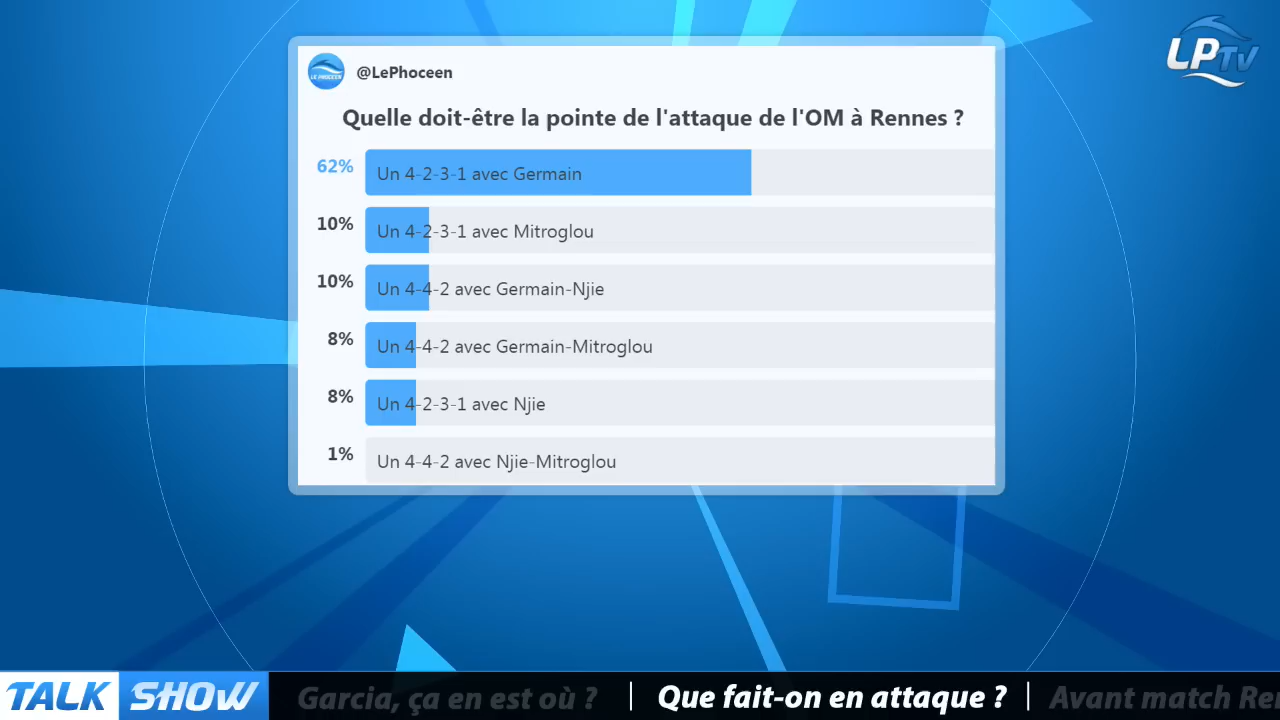 LPTV
LE PHOCEEN
@LePhoceen
Quelle doit-être la pointe de l'attaque de l'OM à Rennes ?
62% Un 4-2-3-1 avec Germain
10% Un 4-2-3-1 avec Mitroglou
10% Un 4-4-2 avec Germain-Njie
8% Un 4-4-2 avec Germain-Mitroglou
8% Un 4-2-3-1 avec Njie
1% Un 4-4-2 avec Njie-Mitroglou
TALK SHOW Garcia, ça en est où ? | Que fait-on en attaque ? | Avant match Re